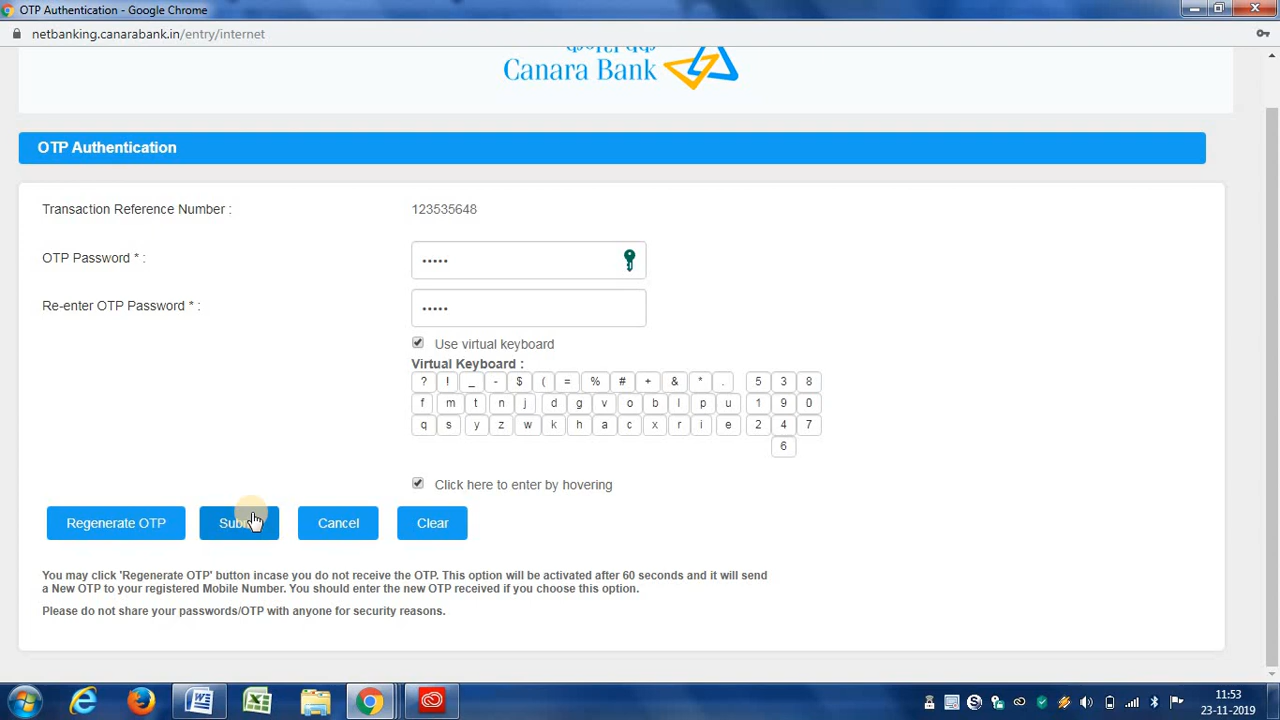 OTP Authentication - Google Chrome
netbanking.canarabank.in/entry/internet
Canara Bank
OTP Authentication
Transaction Reference Number : 123535648
OTP Password * : •••••
Re-enter OTP Password * : •••••
Use virtual keyboard
Virtual Keyboard :
? ! _ - $ ( = % # + & * . 5 3 8
f m t n j d g v o b l p u 1 9 0
q s y z w k h a c x r i e 2 4 7
6
Click here to enter by hovering
Regenerate OTP Cancel Clear
You may click 'Regenerate OTP' button incase you do not receive the OTP. This option will be activated after 60 seconds and it will send
a New OTP to your registered Mobile Number. You should enter the new OTP received if you choose this option.
Please do not share your passwords/OTP with anyone for security reasons.
11:53
23-11-2019